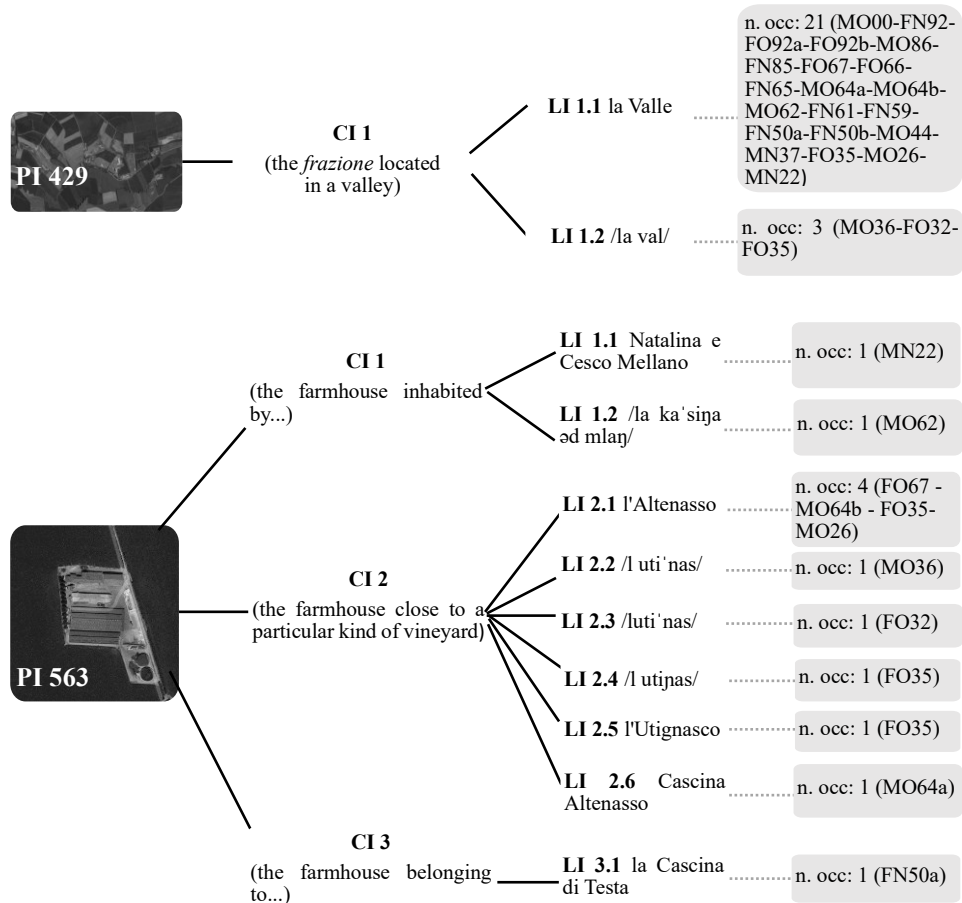 n. occ: 21 (MO00-FN92-
FO92a-FO92b-MO86-
FN85-FO67-FO66-
FN65-MO64a-MO64b-
MO62-FN61-FN59-
FN50a-FN50b-MO44-
MN37-FO35-MO26-
MN22)
LI 1.1 la Valle
CI 1
(the frazione located
in a valley)
PI 429
LI 1.2 /la val/
n. occ: 3 (MO36-FO32-
FO35)
CI 1
(the farmhouse inhabited
by...)
LI 1.1 Natalina e
Cesco Mellano
n. occ: 1 (MN22)
LI 1.2 /la kaˈsiŋa
əd mlaŋ/
n. occ: 1 (MO62)
LI 2.1 l'Altenasso
n. occ: 4 (FO67 -
MO64b - FO35-
MO26)
LI 2.2 /l utiˈnas/
n. occ: 1 (MO36)
CI 2
(the farmhouse close to a
particular kind of vineyard)
LI 2.3 /lutiˈnas/
n. occ: 1 (FO32)
PI 563
LI 2.4 /l utiɲas/
n. occ: 1 (FO35)
LI 2.5 l'Utignasco
n. occ: 1 (FO35)
LI 2.6 Cascina
Altenasso
n. occ: 1 (MO64a)
CI 3
(the farmhouse belonging
to...)
LI 3.1 la Cascina
di Testa
n. occ: 1 (FN50a)